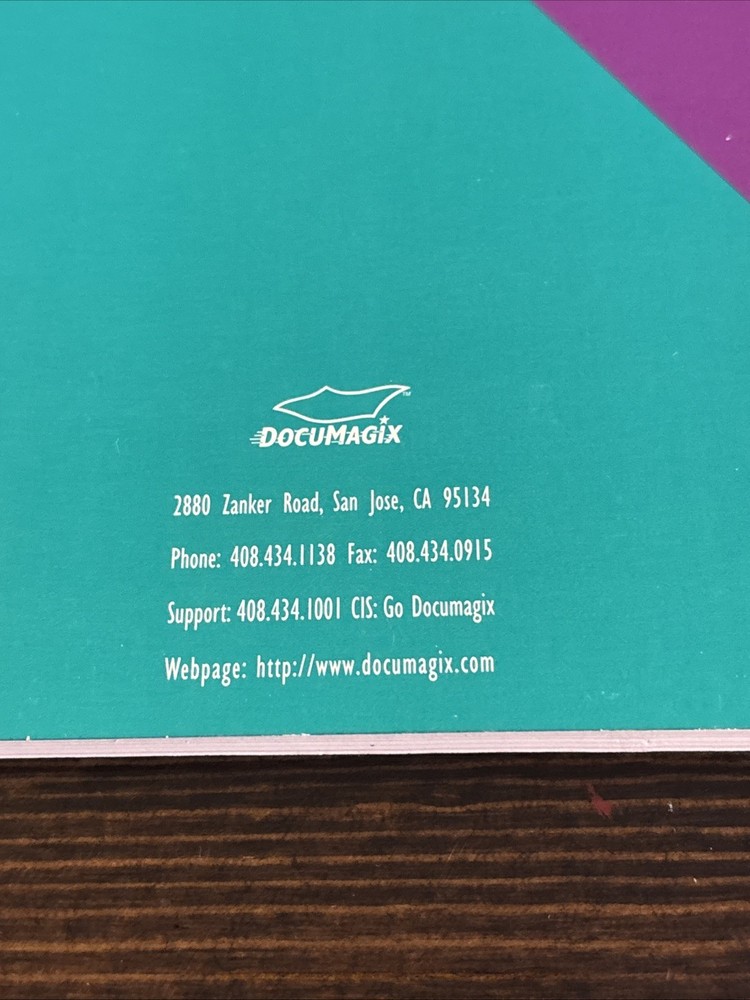 DOCUMAGIX™
2880 Zanker Road, San Jose, CA 95134
Phone: 408.434.1138 Fax: 408.434.0915
Support: 408.434.1001 CIS: Go Documagix
Webpage: http://www.documagix.com